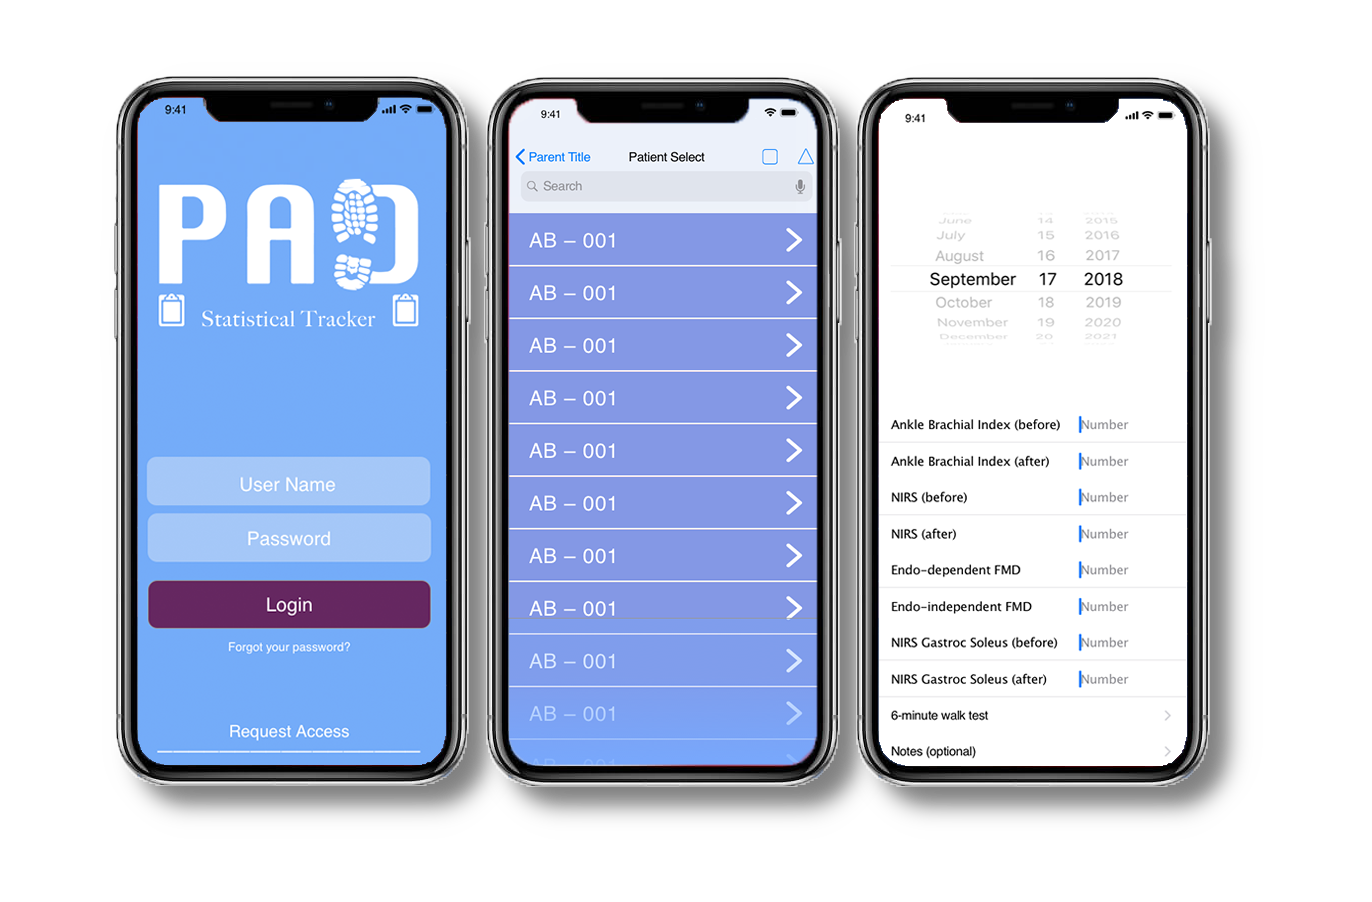 9:41
PAD
Statistical Tracker
User Name
Password
Login
Forgot your password?
Request Access
9:41
Parent Title Patient Select
Search
AB – 001
AB – 001
AB – 001
AB – 001
AB – 001
AB – 001
AB – 001
AB – 001
AB – 001
AB – 001
AB – 001
9:41
June 14 2015
July 15 2016
August 16 2017
September 17 2018
October 18 2019
November 19 2020
December 20 2021
Ankle Brachial Index (before) Number
Ankle Brachial Index (after) Number
NIRS (before) Number
NIRS (after) Number
Endo-dependent FMD Number
Endo-independent FMD Number
NIRS Gastroc Soleus (before) Number
NIRS Gastroc Soleus (after) Number
6-minute walk test
Notes (optional)